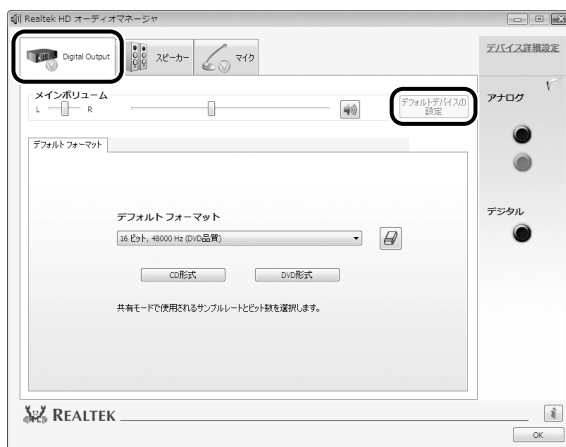 Realtek HD オーディオマネージャ
Digital Output
スピーカー
マイク
デバイス詳細設定
メインボリューム
L R
デフォルトデバイスの
設定
アナログ
デフォルト フォーマット
デフォルト フォーマット
16 ビット, 48000 Hz (DVD品質)
CD形式
DVD形式
共有モードで使用されるサンプルレートとビット数を選択します。
デジタル
REALTEK
OK